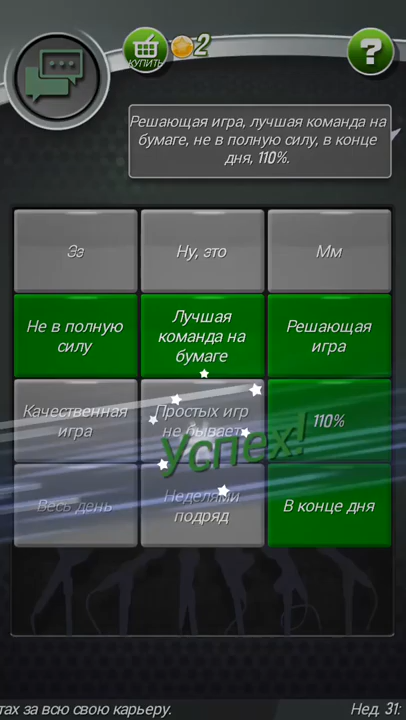 КУПИТЬ
2
?
Решающая игра, лучшая команда на
бумаге, не в полную силу, в конце
дня, 110%.
Ээ
Ну, это
Мм
Не в полную
силу
Лучшая
команда на
бумаге
Решающая
игра
Качественная
игра
Простых игр
не бывает
110%
Успех!
Весь день
Неделями
подряд
В конце дня
тах за всю свою карьеру.
Нед. 31: